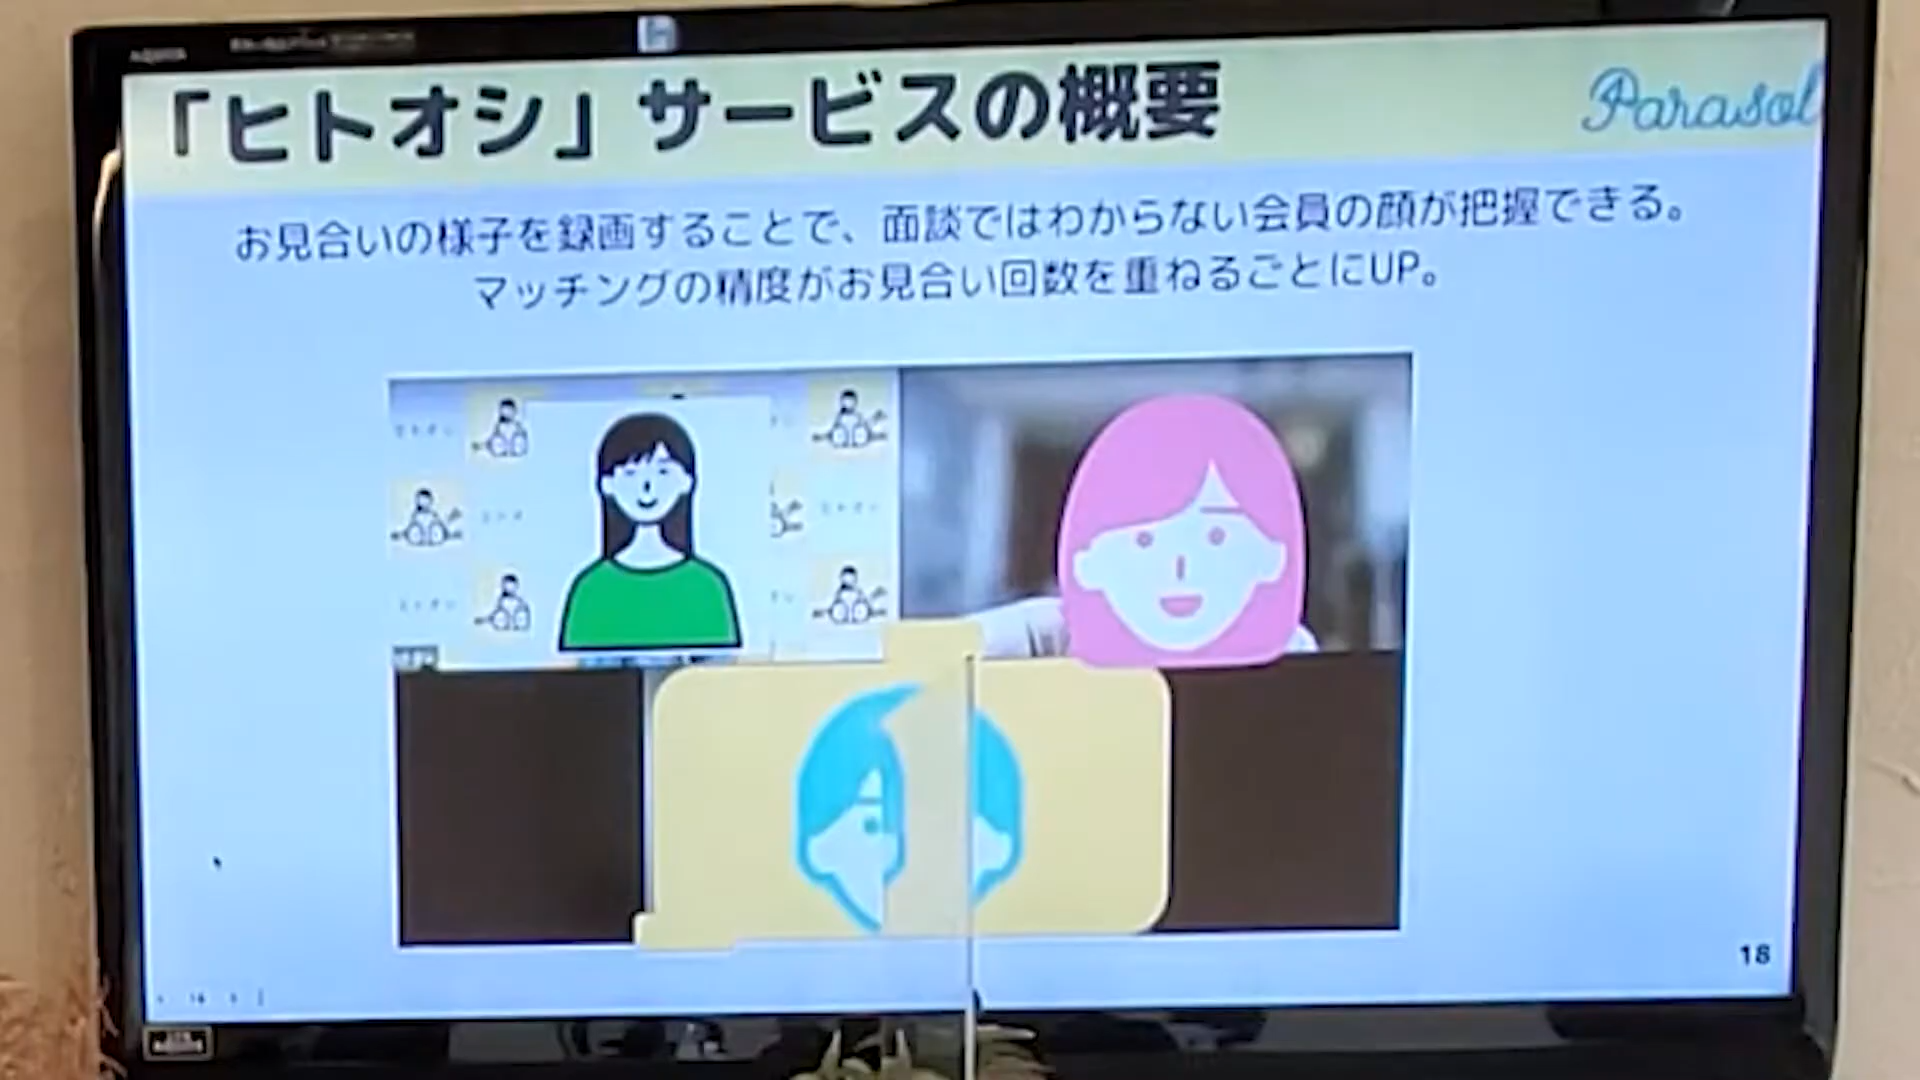 「ヒトオシ」サービスの概要
Parasol
お見合いの様子を録画することで、面談ではわからない会員の顔が把握できる。
マッチングの精度がお見合い回数を重ねるごとにUP。
18